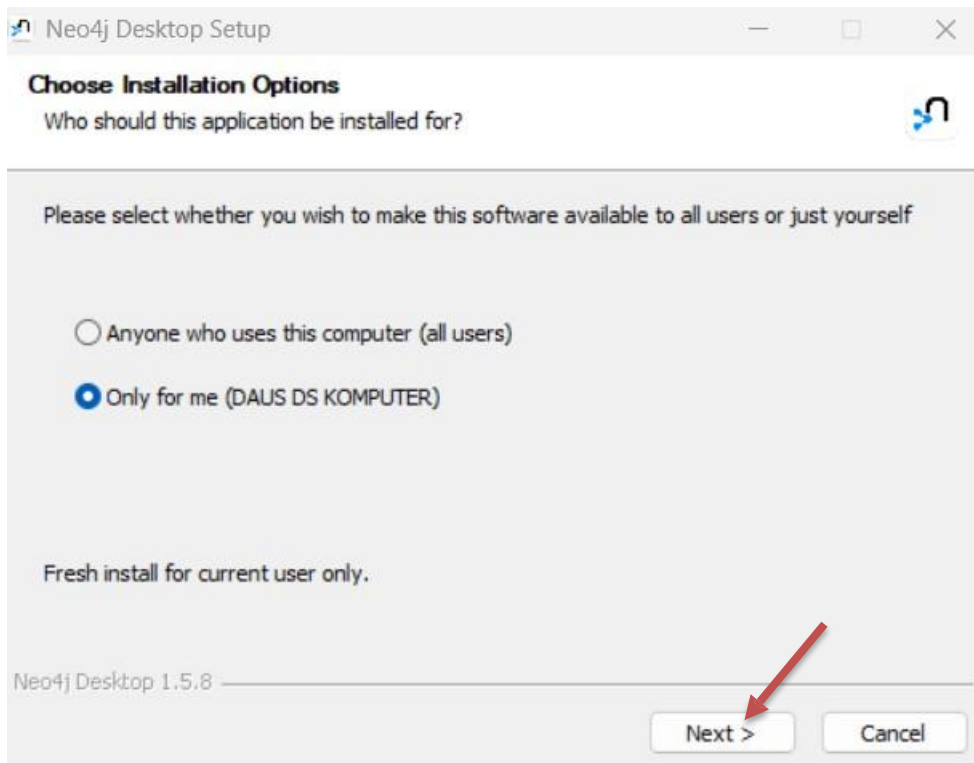 Neo4j Desktop Setup
Choose Installation Options
Who should this application be installed for?
Please select whether you wish to make this software available to all users or just yourself
Anyone who uses this computer (all users)
Only for me (DAUS DS KOMPUTER)
Fresh install for current user only.
Neo4j Desktop 1.5.8
Next >
Cancel